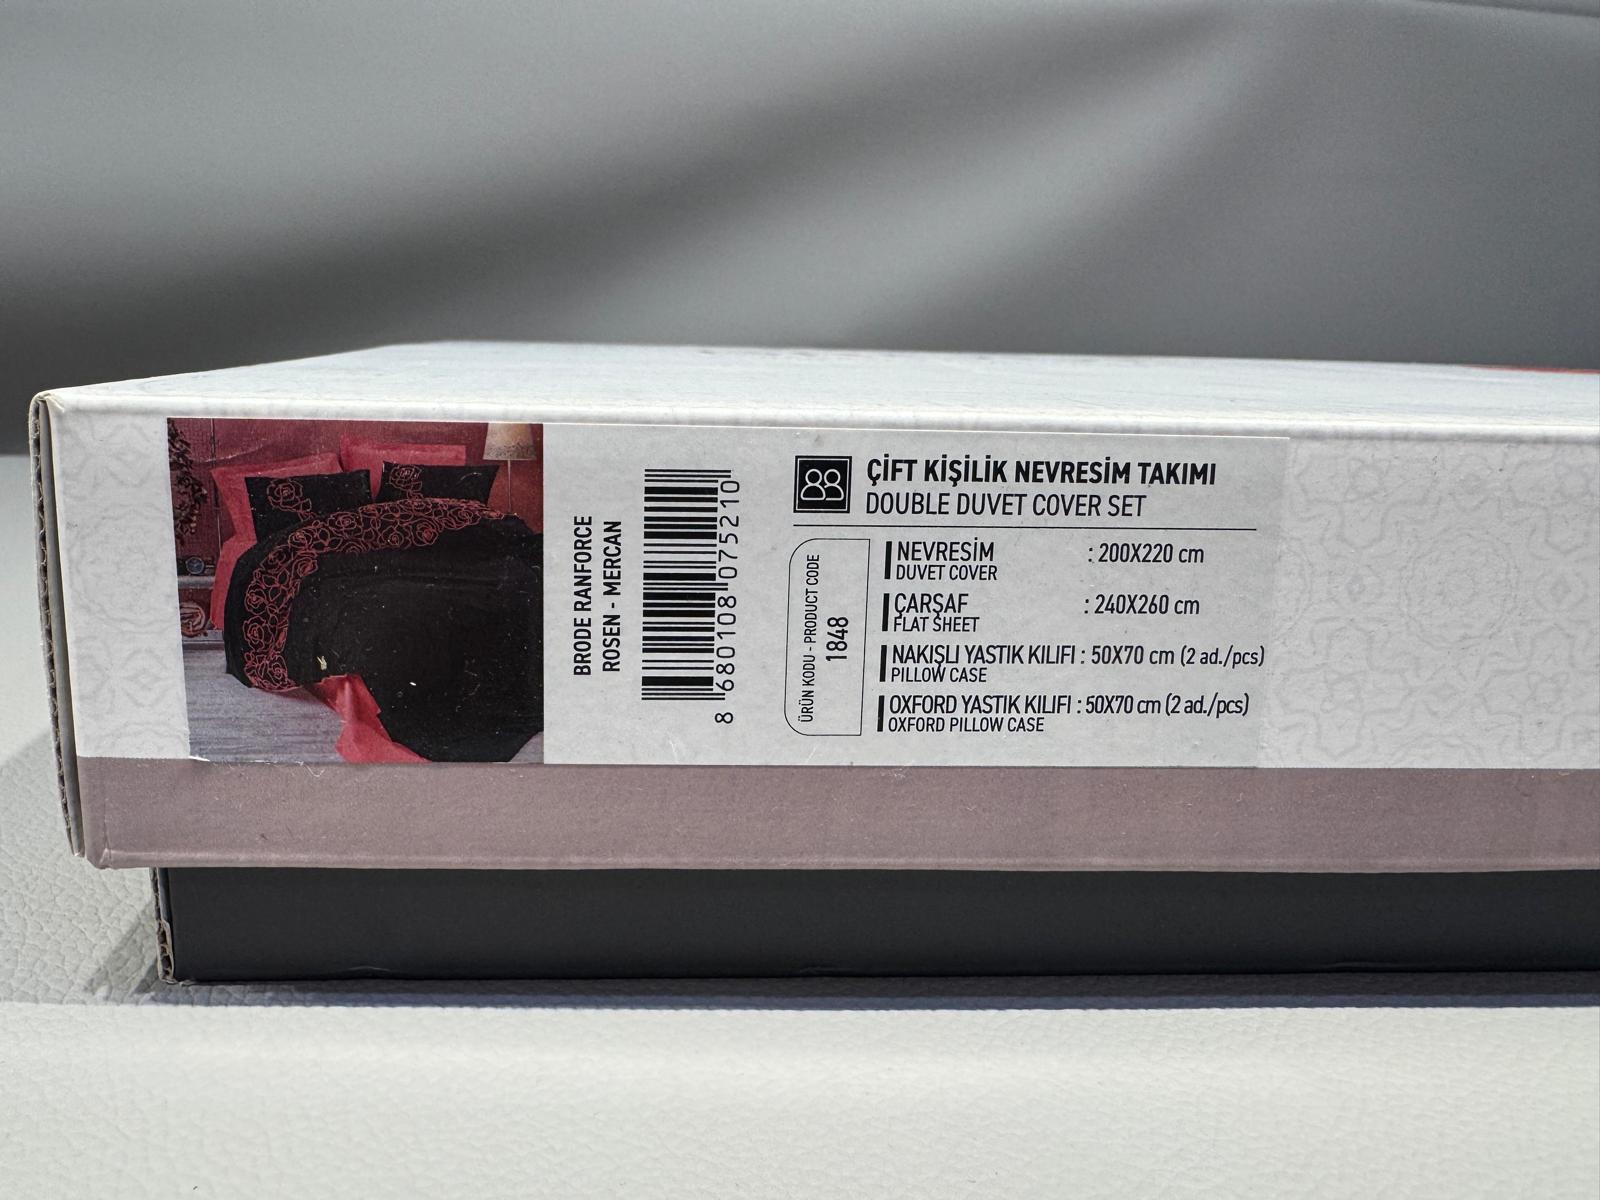 BRODE RANFORCE
ROSEN - MERCAN
8 680108 075210
ÇİFT KİŞİLİK NEVRESİM TAKIMI
DOUBLE DUVET COVER SET
ÜRÜN KODU - PRODUCT CODE
1848
NEVRESİM : 200X220 cm
DUVET COVER
ÇARŞAF : 240X260 cm
FLAT SHEET
NAKIŞLI YASTIK KILIFI : 50X70 cm (2 ad./pcs)
PILLOW CASE
OXFORD YASTIK KILIFI : 50X70 cm (2 ad./pcs)
OXFORD PILLOW CASE